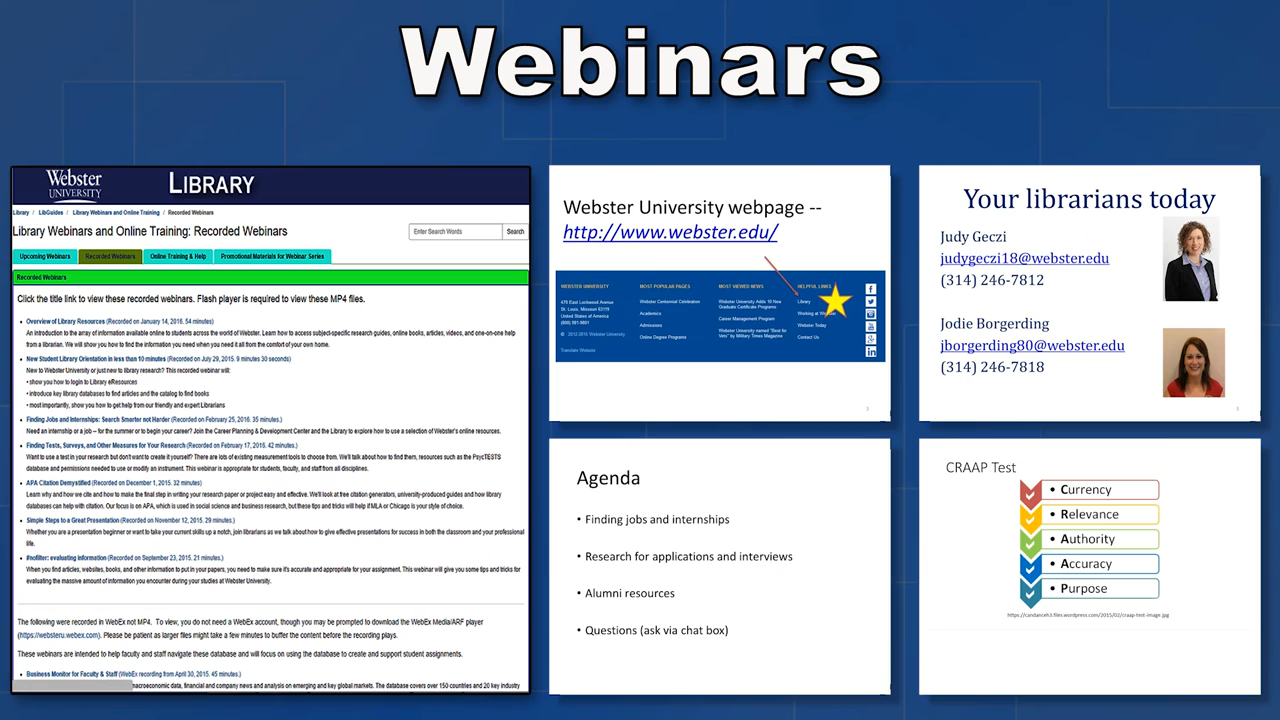 Webinars
Webster
UNIVERSITY
LIBRARY
Library / LibGuides / Library Webinars and Online Training / Recorded Webinars
Library Webinars and Online Training: Recorded Webinars
Enter Search Words
Search
Upcoming Webinars
Recorded Webinars
Online Training & Help
Promotional Materials for Webinar Series
Recorded Webinars
Click the title link to view these recorded webinars. Flash player is required to view these MP4 files.
• Overview of Library Resources (Recorded on January 14, 2016. 54 minutes)
An introduction to the array of information available online to students across the world of Webster. Learn how to access subject-specific research guides, online books, articles, videos, and one-on-one help
from a librarian. We will show you how to find the information you need when you need it all from the comfort of your own home.
• New Student Library Orientation in less than 10 minutes (Recorded on July 29, 2015. 9 minutes 30 seconds)
New to Webster University or just new to library research? This recorded webinar will:
• show you how to login to Library eResources
• introduce key library databases to find articles and the catalog to find books
• most importantly, show you how to get help from our friendly and expert Librarians
• Finding Jobs and Internships: Search Smarter not Harder (Recorded on February 25, 2016. 35 minutes.)
Need an internship or a job – for the summer or to begin your career? Join the Career Planning & Development Center and the Library to explore how to use a selection of Webster's online resources.
• Finding Tests, Surveys, and Other Measures for Your Research (Recorded on February 17, 2016. 42 minutes.)
Want to use a test in your research but don't want to create it yourself? There are lots of existing measurement tools to choose from. We'll talk about how to find them, resources such as the PsycTESTS
database and permissions needed to use or modify an instrument. This webinar is appropriate for students, faculty, and staff from all disciplines.
• APA Citation Demystified (Recorded on December 1, 2015. 32 minutes)
Learn why and how we cite and how to make the final step in writing your research paper or project easy and effective. We'll look at free citation generators, university-produced guides and how library
databases can help with citation. Our focus is on APA, which is used in social science and business research, but these tips and tricks will help if MLA or Chicago is your style of choice.
• Simple Steps to a Great Presentation (Recorded on November 12, 2015. 29 minutes.)
Whether you are a presentation beginner or want to take your current skills up a notch, join librarians as we talk about how to give effective presentations for success in both the classroom and your professional
life.
• #nofilter: evaluating information (Recorded on September 23, 2015. 21 minutes.)
When you find articles, websites, books, and other information to put in your papers, you need to make sure it's accurate and appropriate for your assignment. This webinar will give you some tips and tricks for
evaluating the massive amount of information you encounter during your studies at Webster University.
The following were recorded in WebEx not MP4. To view, you do not need a WebEx account, though you may be prompted to download the WebEx Media/ARF player
(https://websteru.webex.com). Please be patient as larger files might take a few minutes to buffer the content before the recording plays.
These webinars are intended to help faculty and staff navigate these database and will focus on using the database to create and support student assignments.
• Business Monitor for Faculty & Staff (WebEx recording from April 30, 2015. 45 minutes.)
macroeconomic data, financial and company news and analysis on emerging and key global markets. The database covers over 150 countries and 20 key industry
Webster University webpage --
http://www.webster.edu/
WEBSTER UNIVERSITY
470 East Lockwood Avenue
St. Louis, Missouri 63119
United States of America
(800) 981-9801
© 2012-2016 Webster University
Translate Website
MOST POPULAR PAGES
Webster Centennial Celebration
Academics
Admissions
Online Degree Programs
MOST VIEWED NEWS
Webster University Adds 10 New
Graduate Certificate Programs
Career Management Program
Webster University named "Best for
Vets" by Military Times Magazine
HELPFUL LINKS
Library
Working at
Webster Today
Contact Us
Your librarians today
Judy Geczi
judygeczi18@webster.edu
(314) 246-7812
Jodie Borgerding
jborgerding80@webster.edu
(314) 246-7818
Agenda
• Finding jobs and internships
• Research for applications and interviews
• Alumni resources
• Questions (ask via chat box)
CRAAP Test
• Currency
• Relevance
• Authority
• Accuracy
• Purpose
https://candanceh3.files.wordpress.com/2015/02/craap-test-image.jpg